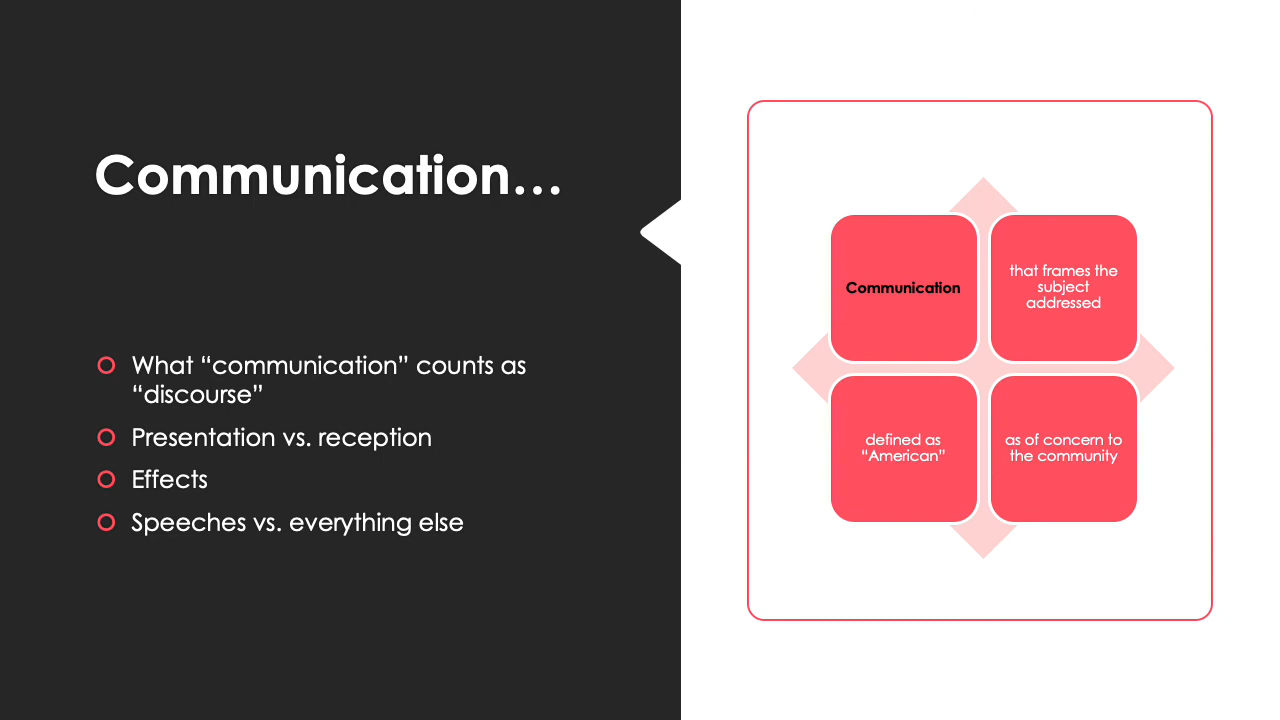 Communication…
What “communication” counts as
“discourse”
Presentation vs. reception
Effects
Speeches vs. everything else
Communication
that frames the
subject
addressed
defined as
“American”
as of concern to
the community